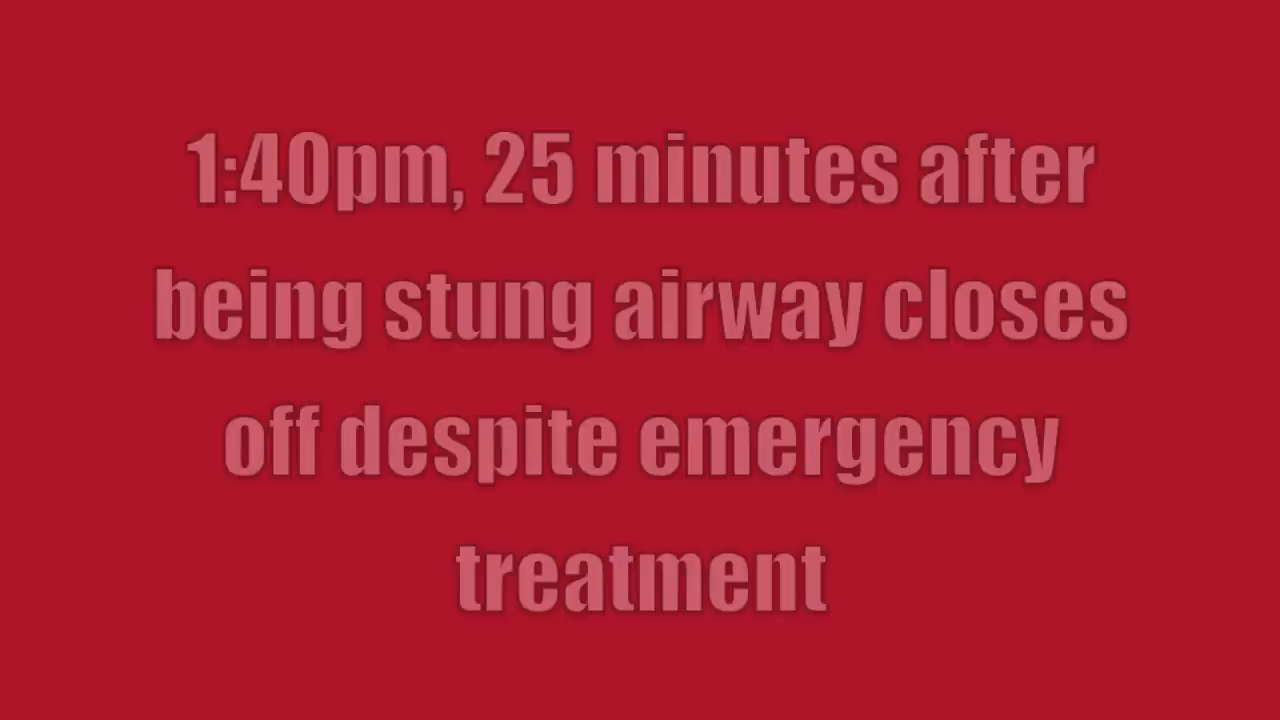 1:40pm, 25 minutes after
being stung airway closes
off despite emergency
treatment